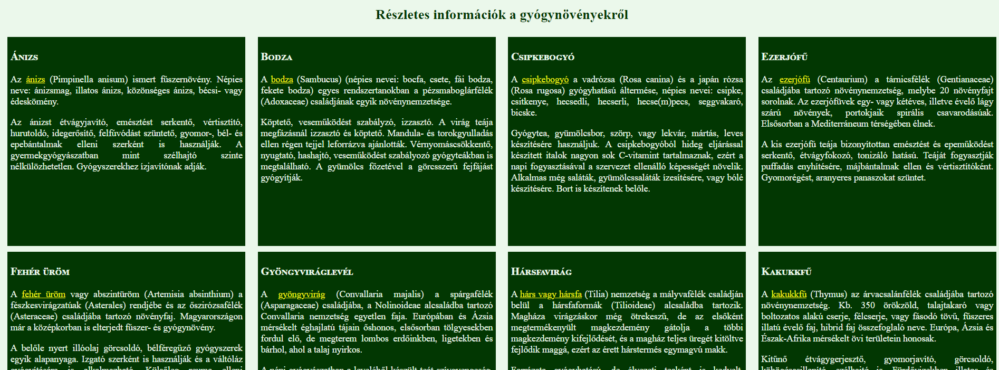 Részletes információk a gyógynövényekről
Ánizs
Az ánizs (Pimpinella anisum) ismert fűszernövény. Népies
neve: ánizsmag, illatos ánizs, közönséges ánizs, bécsi- vagy
édeskömény.
Az ánizst étvágyjavító, emésztést serkentő, vértisztító,
hurutoldó, idegerősítő, felfúvódást szüntető, gyomor-, bél- és
epebántalmak elleni szerként is használják. A
gyermekgyógyászatban mint szélhajtó szinte
nélkülözhetetlen. Gyógyszerekhez ízjavítónak adják.
Bodza
A bodza (Sambucus) (népies nevei: bocfa, csete, fái bodza,
fekete bodza) egyes rendszertanokban a pézsmaboglárfélék
(Adoxaceae) családjának egyik növénynemzetsége.
Köptető, veseműködést szabályzó, izzasztó. A virág teája
megfázásnál izzasztó és köptető. Mandula- és torokgyulladás
ellen régen tejjel leforrázva ajánlották. Vérnyomáscsökkentő,
nyugtató, hashajtó, veseműködést szabályozó gyógyteákban is
megtalálható. A gyümölcs főzetével a görcsszerű fejfájást
gyógyítják.
Csipkebogyó
A csipkebogyó a vadrózsa (Rosa canina) és a japán rózsa
(Rosa rugosa) gyógyhatású áltermése, népies nevei: csipke,
csitkenye, hecsedli, hecserli, hecse(m)pecs, seggvakaró,
bicske.
Gyógytea, gyümölcsbor, szörp, vagy lekvár, mártás, leves
készítésére használjuk. A csipkebogyóból hideg eljárással
készített italok nagyon sok C-vitamint tartalmaznak, ezért a
napi fogyasztásával a szervezet ellenálló képességét növelik.
Alkalmas még saláták, gyümölcssaláták ízesítésére, vagy bólé
készítésére. Bort is készítenek belőle.
Ezerjófű
Az ezerjófű (Centaurium) a tárnicsfélék (Gentianaceae)
családjába tartozó növénynemzetség, melybe 20 növényfajt
sorolnak. Az ezerjófüvek egy- vagy kétéves, illetve évelő lágy
szárú növények, portokjaik spirális csavarodásúak.
Elsősorban a Mediterráneum térségében élnek.
A kis ezerjófű teája bizonyítottan emésztést és epeműködést
serkentő, étvágyfokozó, tonizáló hatású. Teáját fogyasztják
puffadás enyhítésére, májbántalmak ellen és vértisztítóként.
Gyomorégést, aranyeres panaszokat szüntet.
Fehér üröm
A fehér üröm vagy abszintüröm (Artemisia absinthium) a
fészkesvirágzatúak (Asterales) rendjébe és az őszirózsafélék
(Asteraceae) családjába tartozó növényfaj. Magyarországon
már a középkorban is elterjedt fűszer- és gyógynövény.
A belőle nyert illóolaj görcsoldó, bélféregűző gyógyszerek
egyik alapanyaga. Izgató szerként is használják és a váltóláz
Gyöngyviráglevél
A gyöngyvirág (Convallaria majalis) a spárgafélék
(Asparagaceae) családjába, a Nolinoideae alcsaládba tartozó
Convallaria nemzetség egyetlen faja. Európában és Ázsia
mérsékelt éghajlatú tájain őshonos, elsősorban tölgyesekben
fordul elő, de megterem lombos erdőinkben, ligetekben és
bárhol, ahol a talaj nyirkos.
Hársfavirág
A hárs vagy hársfa (Tilia) nemzetség a mályvafélék családján
belül a hársfaformák (Tilioideae) alcsaládba tartozik.
Magháza virágzáskor még ötrekeszű, de az elsőként
megtermékenyült magkezdemény gátolja a többi
magkezdemény kifejlődését, és a magház teljes üregét kitöltve
fejlődik maggá, ezért az érett hárstermés egymagvú makk.
Kakukkfű
A kakukkfű (Thymus) az árvacsalánfélék családjába tartozó
növénynemzetség. Kb. 350 örökzöld, talajtakaró vagy
boltozatos alakú cserje, félcserje, vagy fásodó tövű, fűszeres
illatú évelő faj, hibrid faj összefoglaló neve. Európa, Ázsia és
Észak-Afrika mérsékelt övi területein honosak.
Kitűnő étvágygerjesztő, gyomorjavító, görcsoldó,